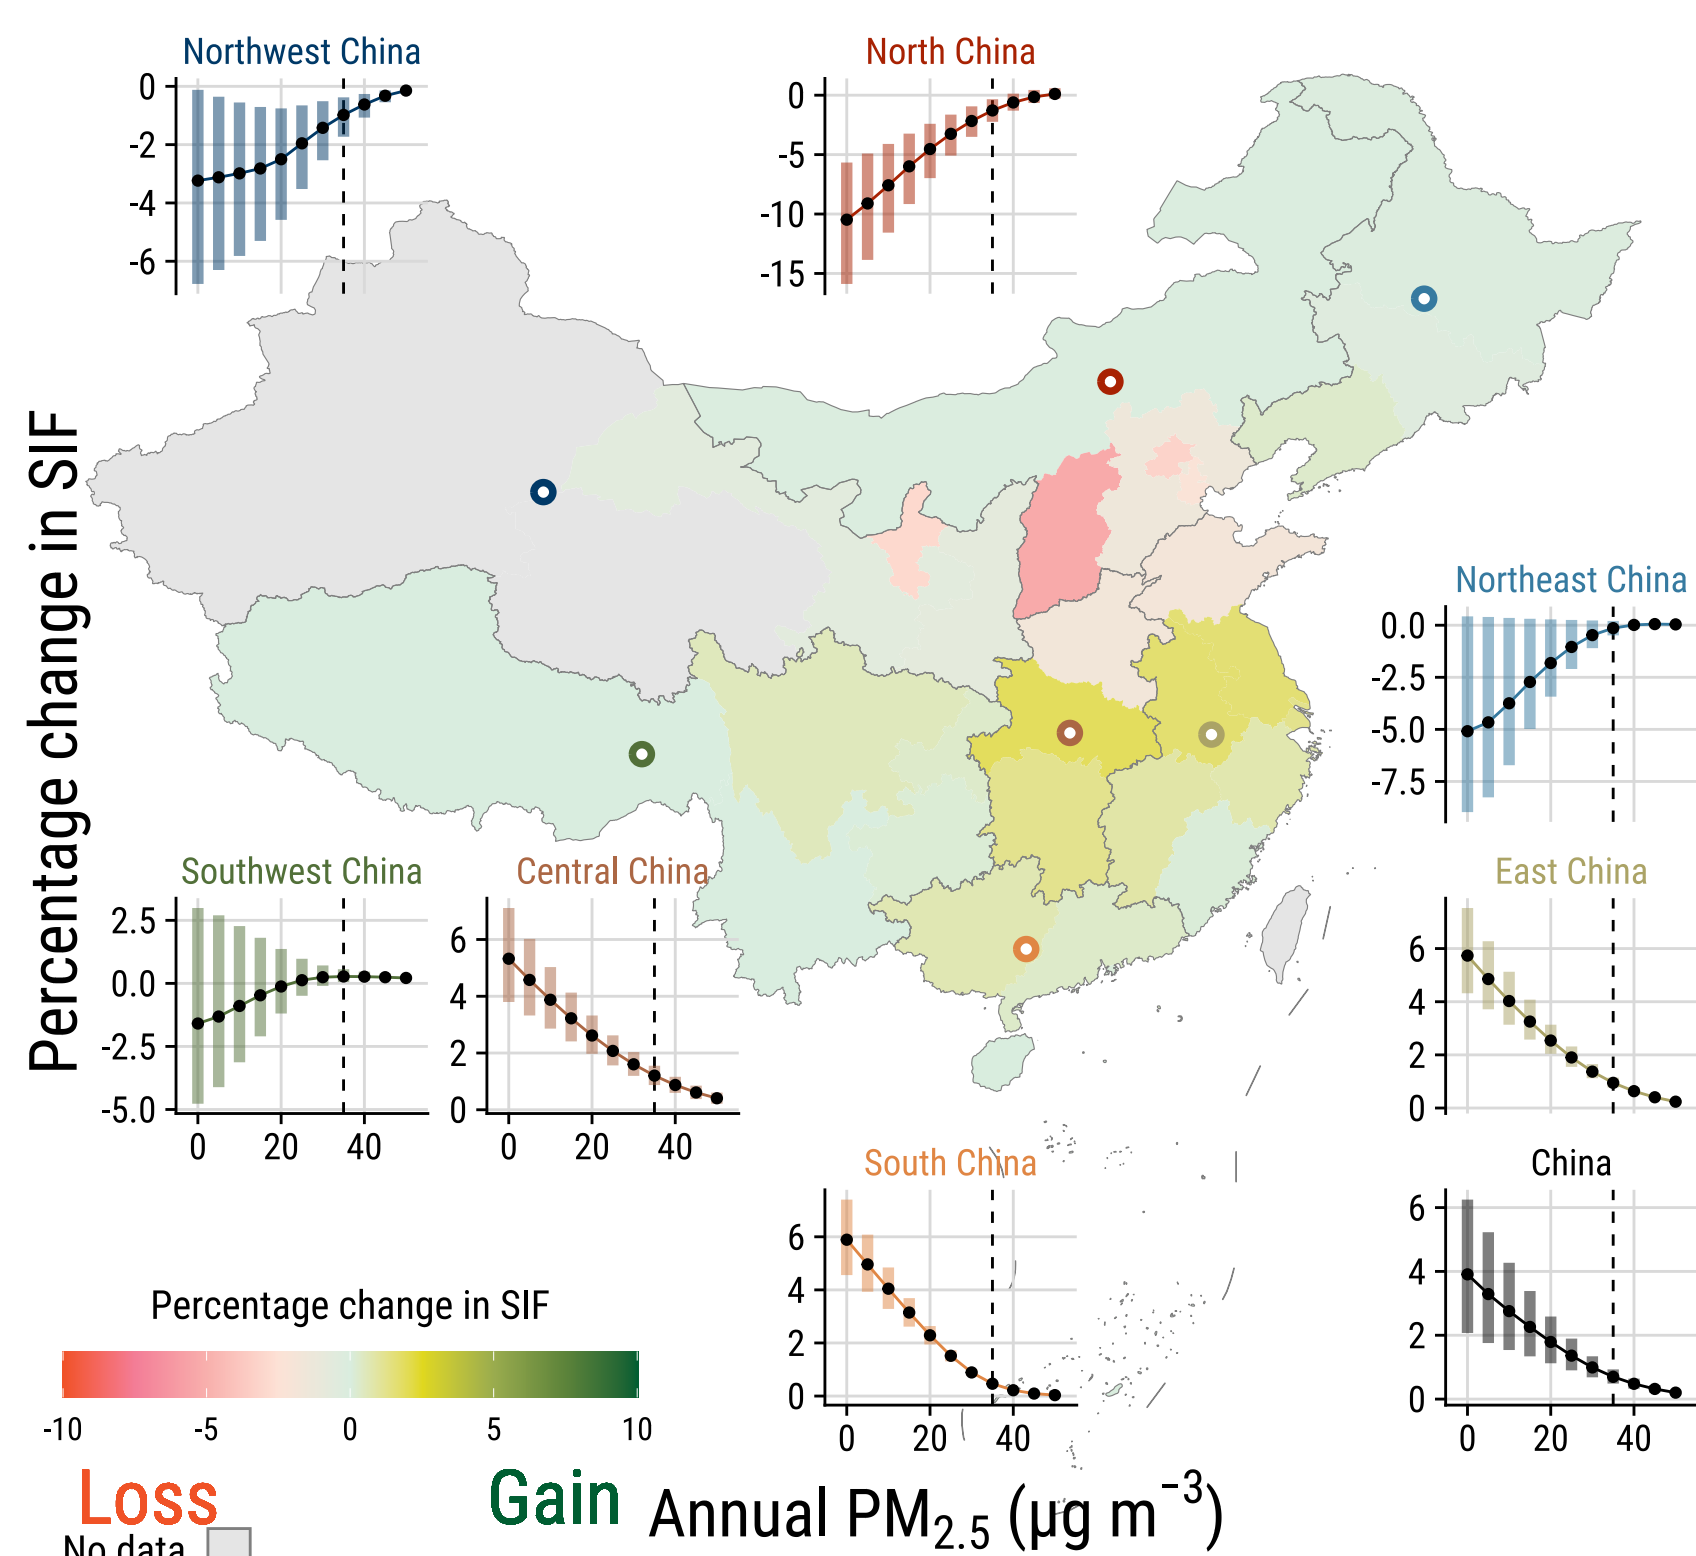 Northwest China
0
-2
-4
-6
North China
0
-5
-10
-15
Percentage change in SIF
Northeast China
0.0
-2.5
-5.0
-7.5
Southwest China
2.5
0.0
-2.5
-5.0
0 20 40
Central China
6
4
2
0
0 20 40
East China
6
4
2
0
South China
6
4
2
0
0 20 40
China
6
4
2
0
0 20 40
Percentage change in SIF
-10 -5 0 5 10
Loss Gain
No data
Annual PM2.5 (μg m−3)